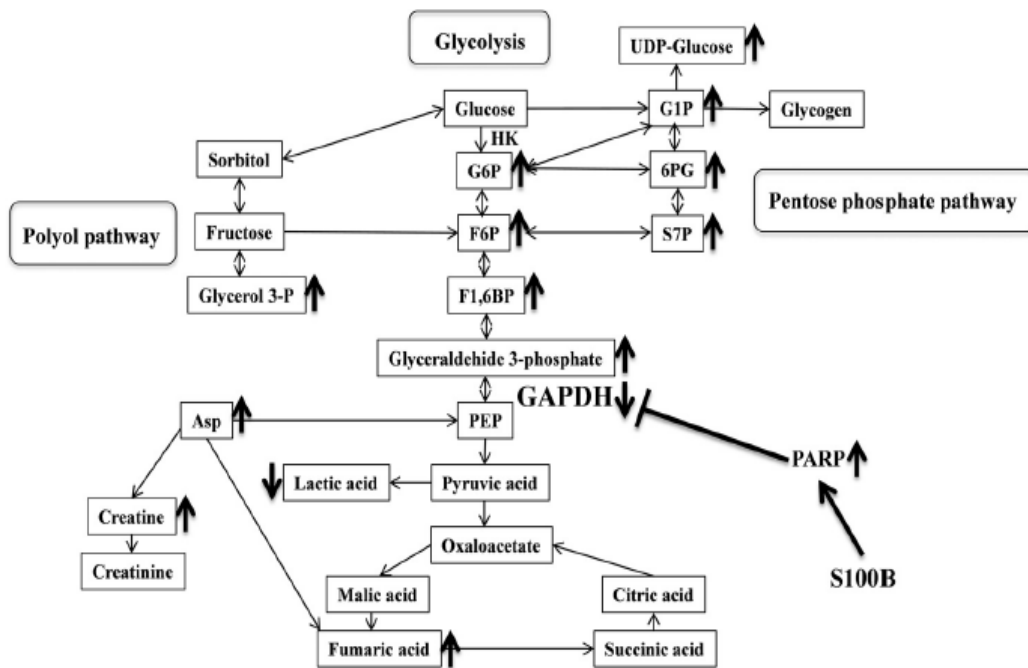 Glycolysis
UDP-Glucose
Glucose
G1P
Glycogen
HK
Sorbitol
G6P
6PG
Polyol pathway
Pentose phosphate pathway
Fructose
F6P
S7P
Glycerol 3-P
F1,6BP
Glyceraldehide 3-phosphate
GAPDH
Asp
PEP
PARP
Lactic acid
Pyruvic acid
Creatine
Oxaloacetate
Creatinine
S100B
Malic acid
Citric acid
Fumaric acid
Succinic acid